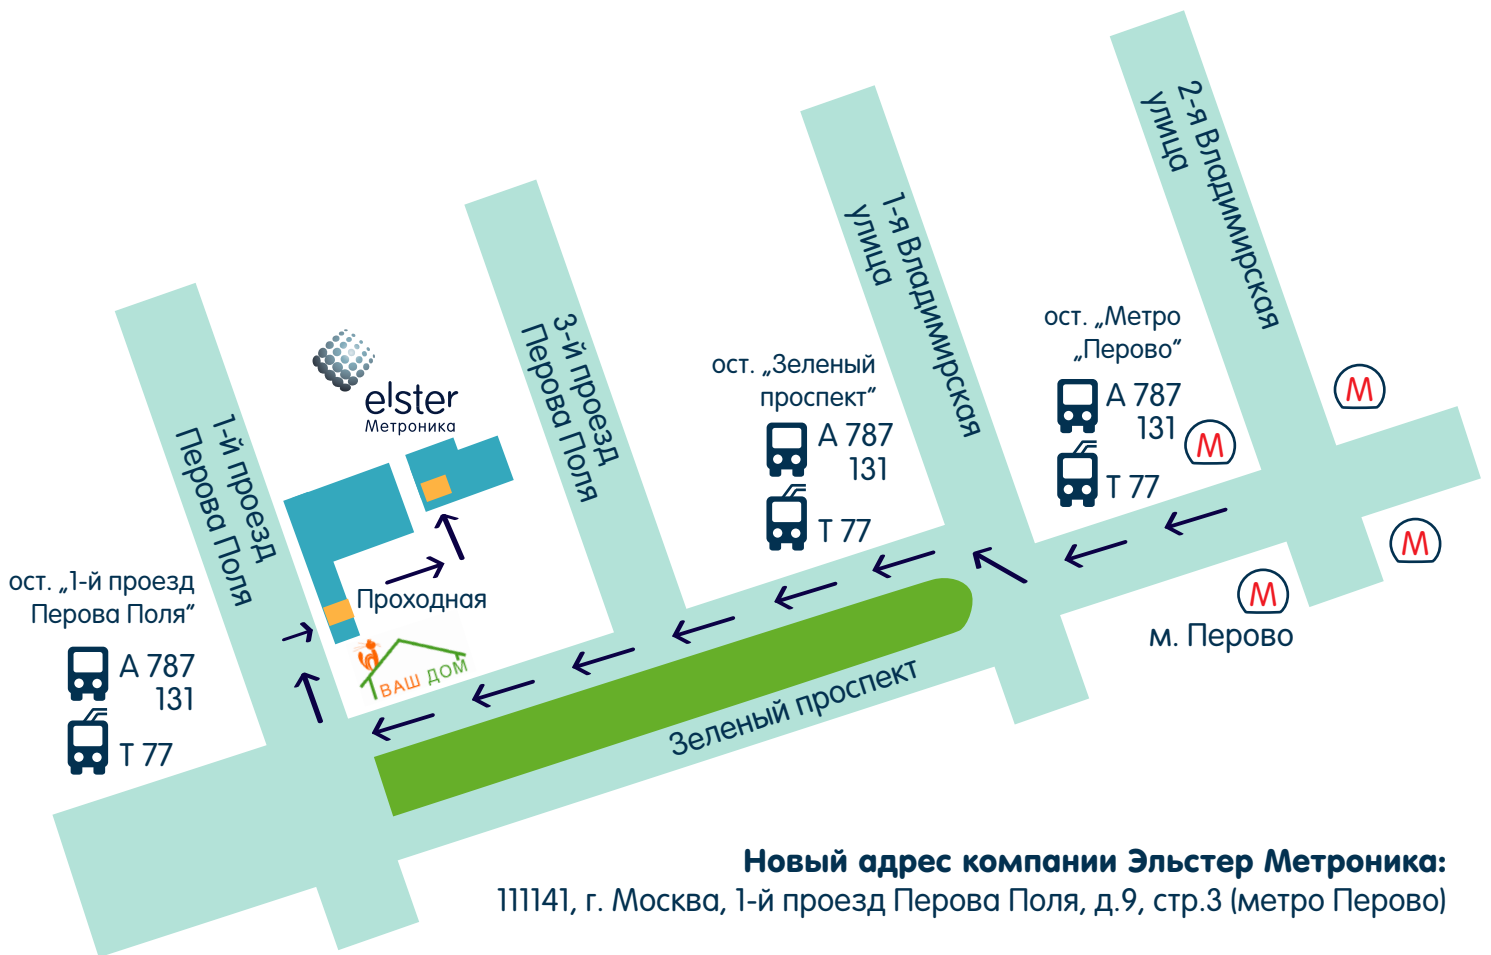 2-я Владимирская
улица
1-я Владимирская
улица
3-й проезд
Перова Поля
1-й проезд
Перова Поля
elster
Метроника
ост. „Метро
„Перово”
А 787
131
Т 77
ост. „Зеленый
проспект”
А 787
131
Т 77
ост. „1-й проезд
Перова Поля”
А 787
131
Т 77
Проходная
ВАШ ДОМ
М
М
М
М
м. Перово
Зеленый проспект
Новый адрес компании Эльстер Метроника:
111141, г. Москва, 1-й проезд Перова Поля, д.9, стр.3 (метро Перово)